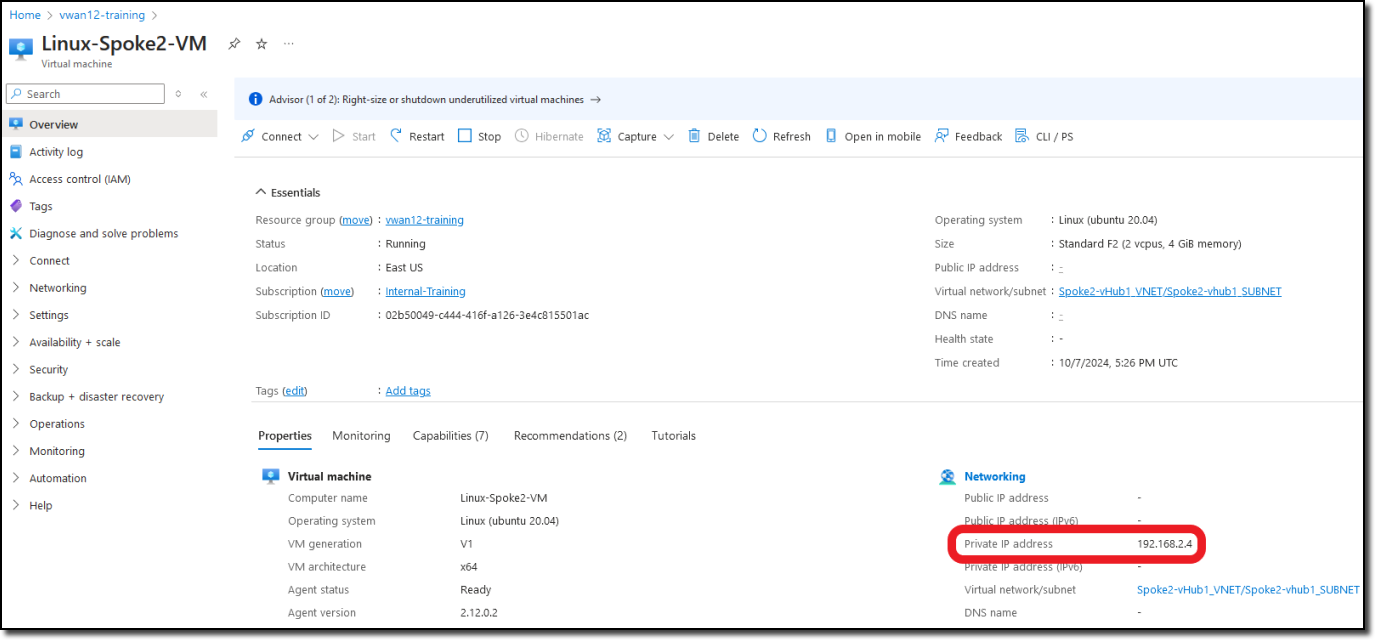 Home > vwan12-training >
Linux-Spoke2-VM
Virtual machine
Search
Overview
Activity log
Access control (IAM)
Tags
Diagnose and solve problems
Connect
Networking
Settings
Availability + scale
Security
Backup + disaster recovery
Operations
Monitoring
Automation
Help
Advisor (1 of 2): Right-size or shutdown underutilized virtual machines →
Connect Start Restart Stop Hibernate Capture Delete Refresh Open in mobile Feedback CLI / PS
Essentials
Resource group (move) : vwan12-training
Status : Running
Location : East US
Subscription (move) : Internal-Training
Subscription ID : 02b50049-c444-416f-a126-3e4c815501ac
Operating system : Linux (ubuntu 20.04)
Size : Standard F2 (2 vcpus, 4 GiB memory)
Public IP address : -
Virtual network/subnet : Spoke2-vHub1_VNET/Spoke2-vhub1_SUBNET
DNS name : -
Health state : -
Time created : 10/7/2024, 5:26 PM UTC
Tags (edit) : Add tags
Properties Monitoring Capabilities (7) Recommendations (2) Tutorials
Virtual machine
Computer name Linux-Spoke2-VM
Operating system Linux (ubuntu 20.04)
VM generation V1
VM architecture x64
Agent status Ready
Agent version 2.12.0.2
Networking
Public IP address -
Public IP address (IPv6) -
Private IP address 192.168.2.4
Private IP address (IPv6) -
Virtual network/subnet Spoke2-vHub1_VNET/Spoke2-vhub1_SUBNET
DNS name -